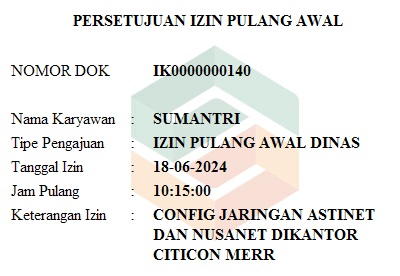 PERSETUJUAN IZIN PULANG AWAL
NOMOR DOK IK0000000140
Nama Karyawan : SUMANTRI
Tipe Pengajuan : IZIN PULANG AWAL DINAS
Tanggal Izin : 18-06-2024
Jam Pulang : 10:15:00
Keterangan Izin : CONFIG JARINGAN ASTINET
DAN NUSANET DIKANTOR
CITICON MERR